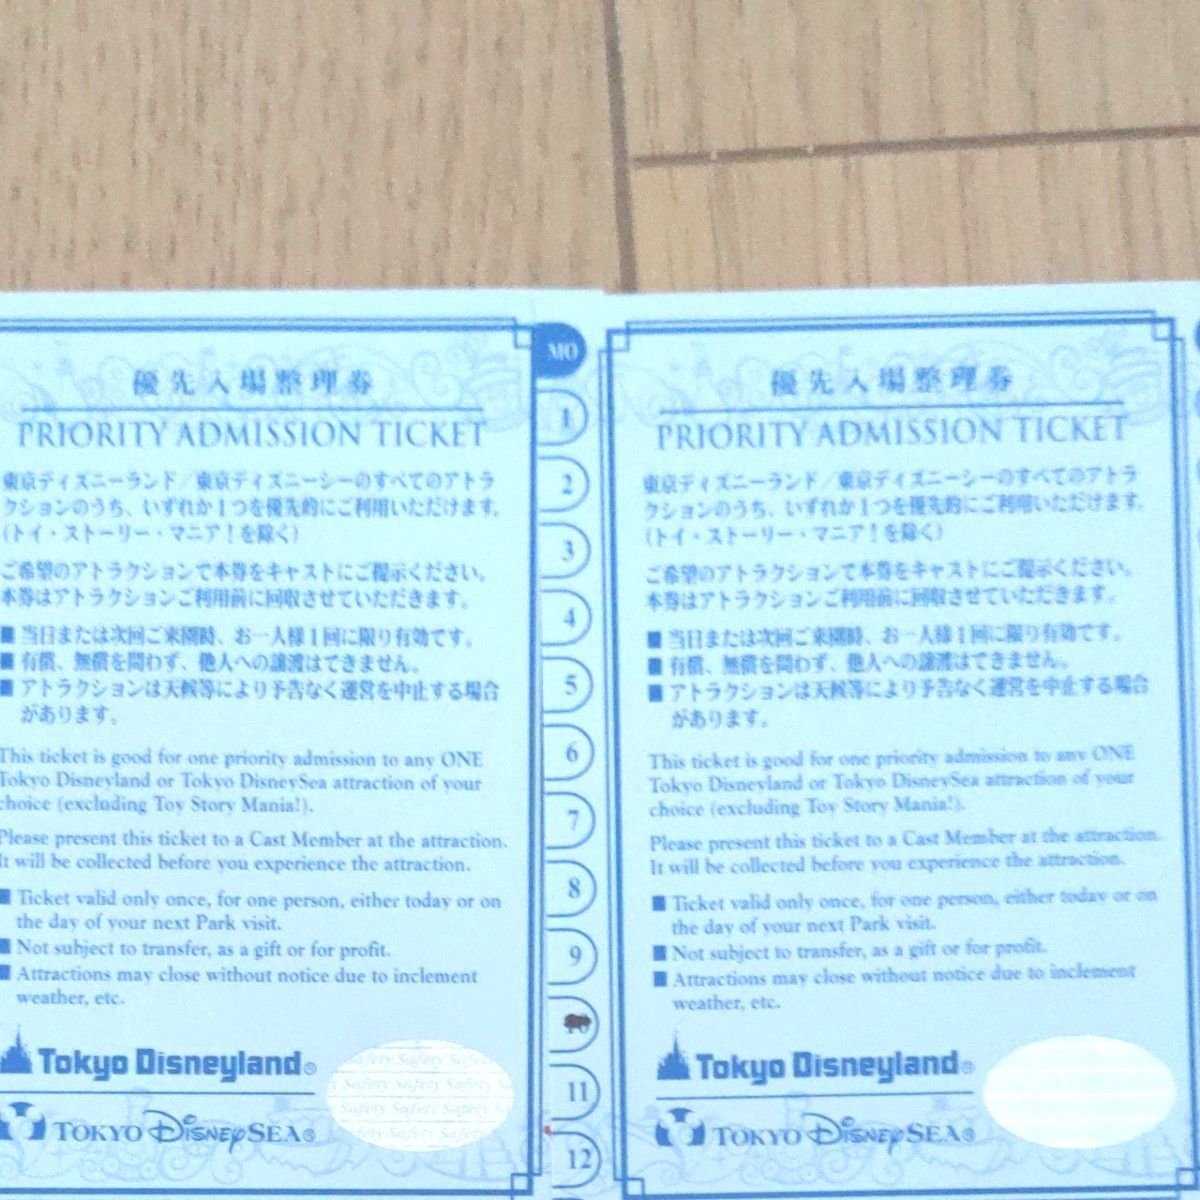 優先入場整理券
PRIORITY ADMISSION TICKET
東京ディズニーランド／東京ディズニーシーのすべてのアトラ
クションのうち、いずれか1つを優先的にご利用いただけます。
(トイ・ストーリー・マニア！を除く)
ご希望のアトラクションで本券をキャストにご提示ください。
本券はアトラクションご利用前に回収させていただきます。
■ 当日または次回ご来園時、お一人様1回に限り有効です。
■ 有償、無償を問わず、他人への譲渡はできません。
■ アトラクションは天候等により予告なく運営を中止する場合
があります。
This ticket is good for one priority admission to any ONE
Tokyo Disneyland or Tokyo DisneySea attraction of your
choice (excluding Toy Story Mania!).
Please present this ticket to a Cast Member at the attraction.
It will be collected before you experience the attraction.
■ Ticket valid only once, for one person, either today or on
the day of your next Park visit.
■ Not subject to transfer, as a gift or for profit.
■ Attractions may close without notice due to inclement
weather, etc.
Tokyo Disneyland®
TOKYO DISNEYSEA®
Safety Safety Safety
Safety Safety Safety
Safety Safety Safety
Safety Safety
MO
1
2
3
4
5
6
7
8
9
10
11
12
優先入場整理券
PRIORITY ADMISSION TICKET
東京ディズニーランド／東京ディズニーシーのすべてのアトラ
クションのうち、いずれか1つを優先的にご利用いただけます。
(トイ・ストーリー・マニア！を除く)
ご希望のアトラクションで本券をキャストにご提示ください。
本券はアトラクションご利用前に回収させていただきます。
■ 当日または次回ご来園時、お一人様1回に限り有効です。
■ 有償、無償を問わず、他人への譲渡はできません。
■ アトラクションは天候等により予告なく運営を中止する場合
があります。
This ticket is good for one priority admission to any ONE
Tokyo Disneyland or Tokyo DisneySea attraction of your
choice (excluding Toy Story Mania!).
Please present this ticket to a Cast Member at the attraction.
It will be collected before you experience the attraction.
■ Ticket valid only once, for one person, either today or on
the day of your next Park visit.
■ Not subject to transfer, as a gift or for profit.
■ Attractions may close without notice due to inclement
weather, etc.
Tokyo Disneyland®
TOKYO DISNEYSEA®